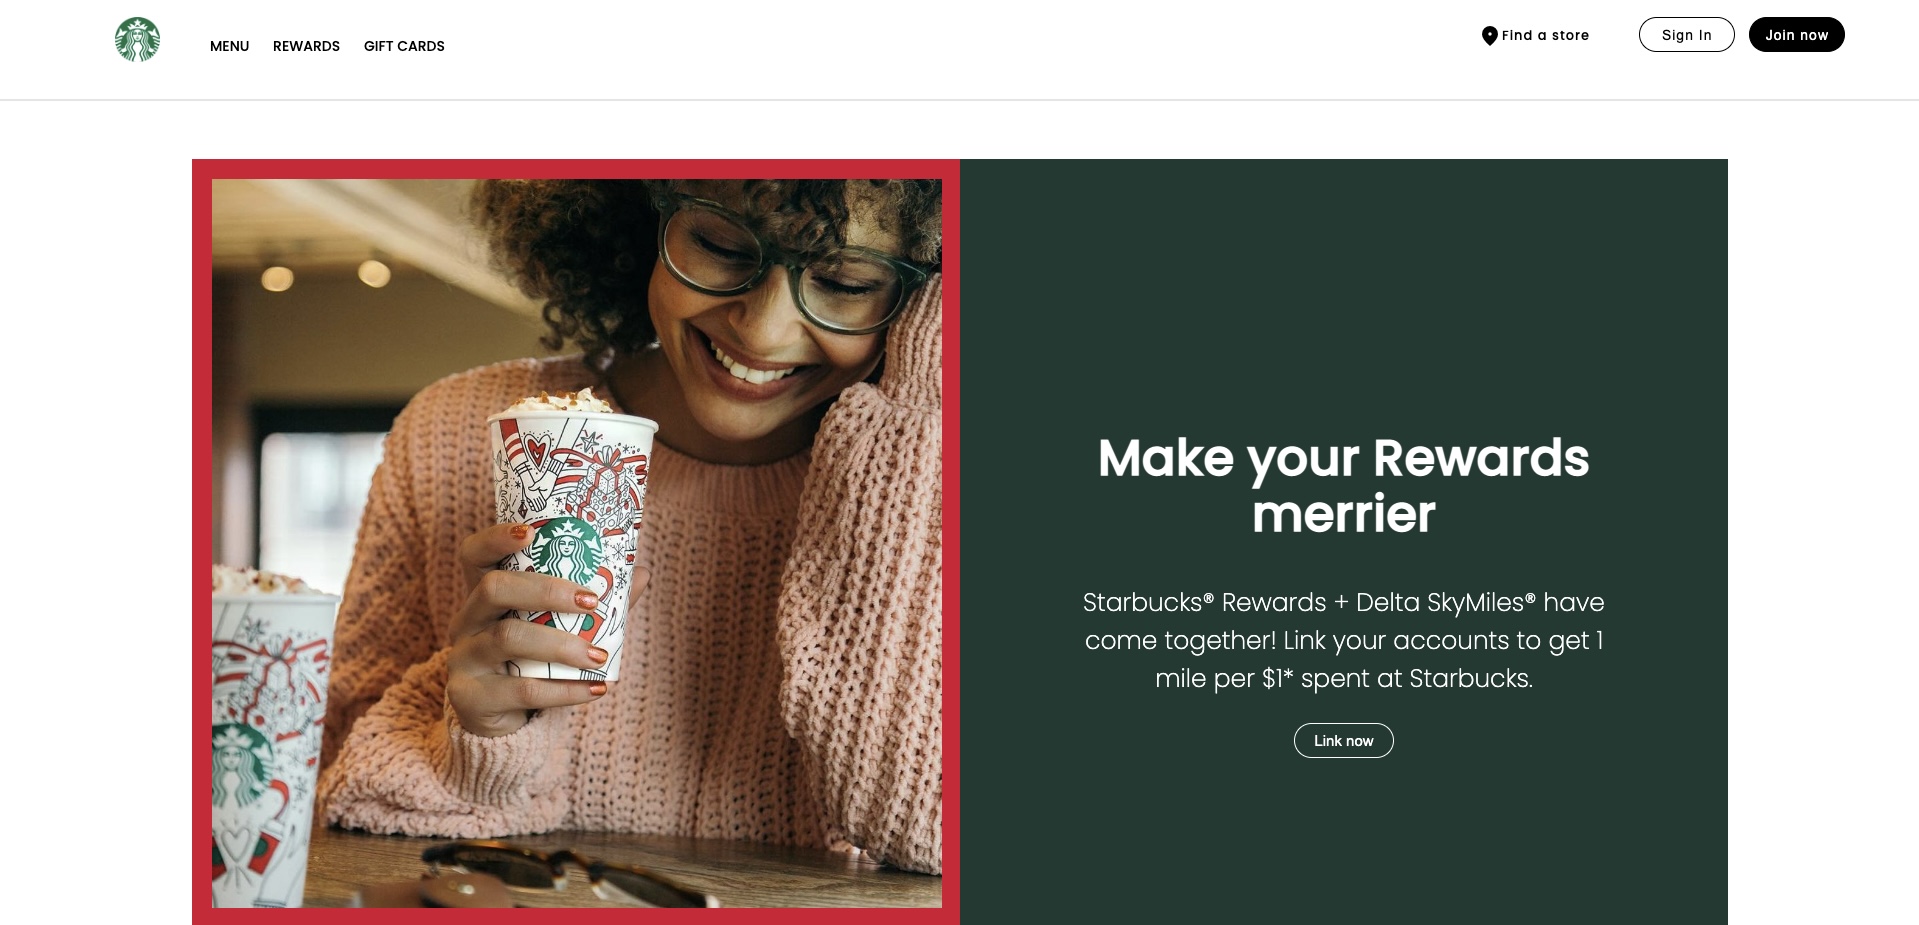 MENU REWARDS GIFT CARDS Find a store Sign In Join now
Make your Rewards
merrier
Starbucks® Rewards + Delta SkyMiles® have
come together! Link your accounts to get 1
mile per $1* spent at Starbucks.
Link now